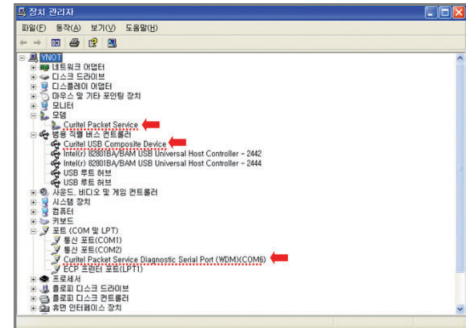 장치 관리자
파일(F) 동작(A) 보기(V) 도움말(H)
YNOT
네트워크 어댑터
디스크 드라이브
디스플레이 어댑터
마우스 및 기타 포인팅 장치
모니터
모뎀
Curitel Packet Service
범용 직렬 버스 컨트롤러
Curitel USB Composite Device
Intel(r) 82801BA/BAM USB Universal Host Controller - 2442
Intel(r) 82801BA/BAM USB Universal Host Controller - 2444
USB 루트 허브
USB 루트 허브
사운드, 비디오 및 게임 컨트롤러
시스템 장치
컴퓨터
키보드
포트 (COM 및 LPT)
통신 포트(COM1)
통신 포트(COM2)
Curitel Packet Service Diagnostic Serial Port (WDM)(COM6)
ECP 프린터 포트(LPT1)
프로세서
플로피 디스크 드라이브
플로피 디스크 컨트롤러
휴먼 인터페이스 장치